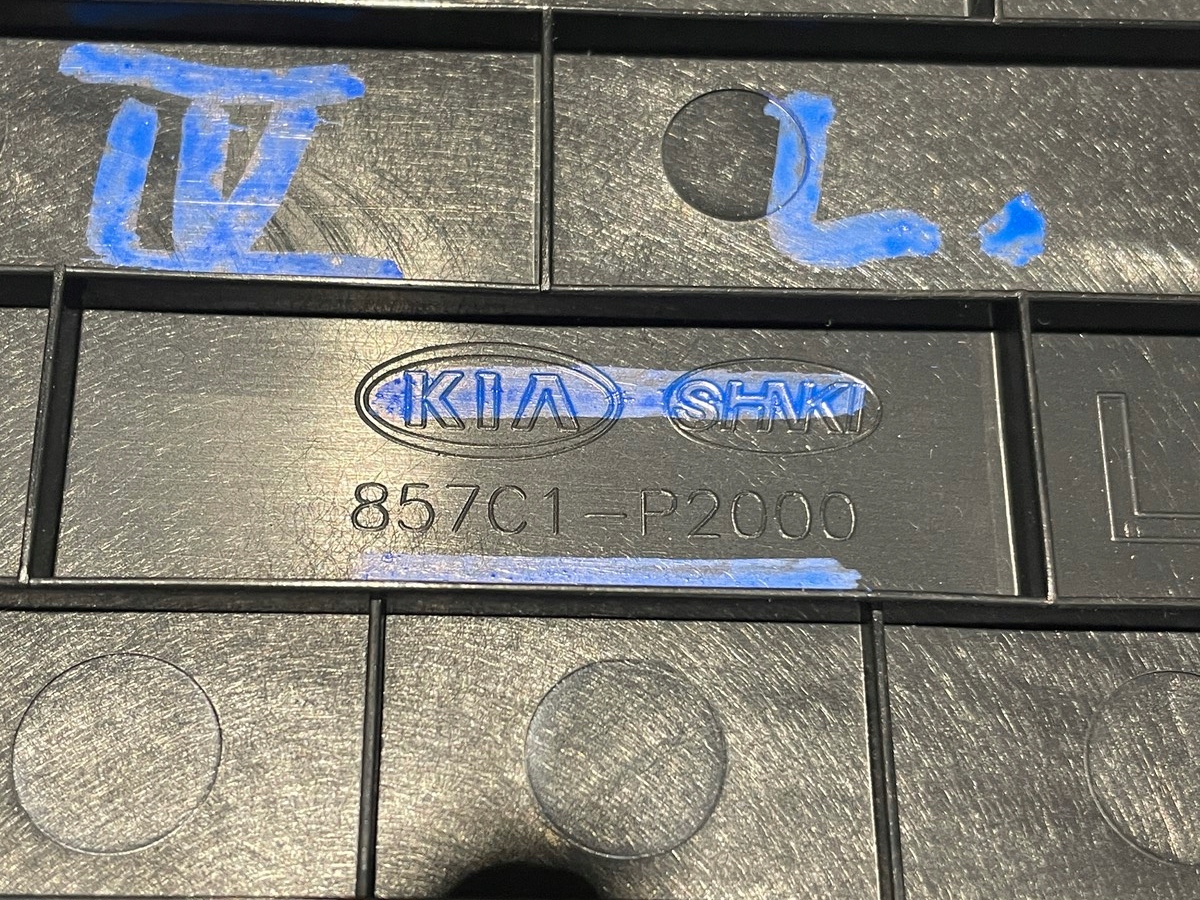 IV L.
KIA SHNKI
857C1-P2000
L